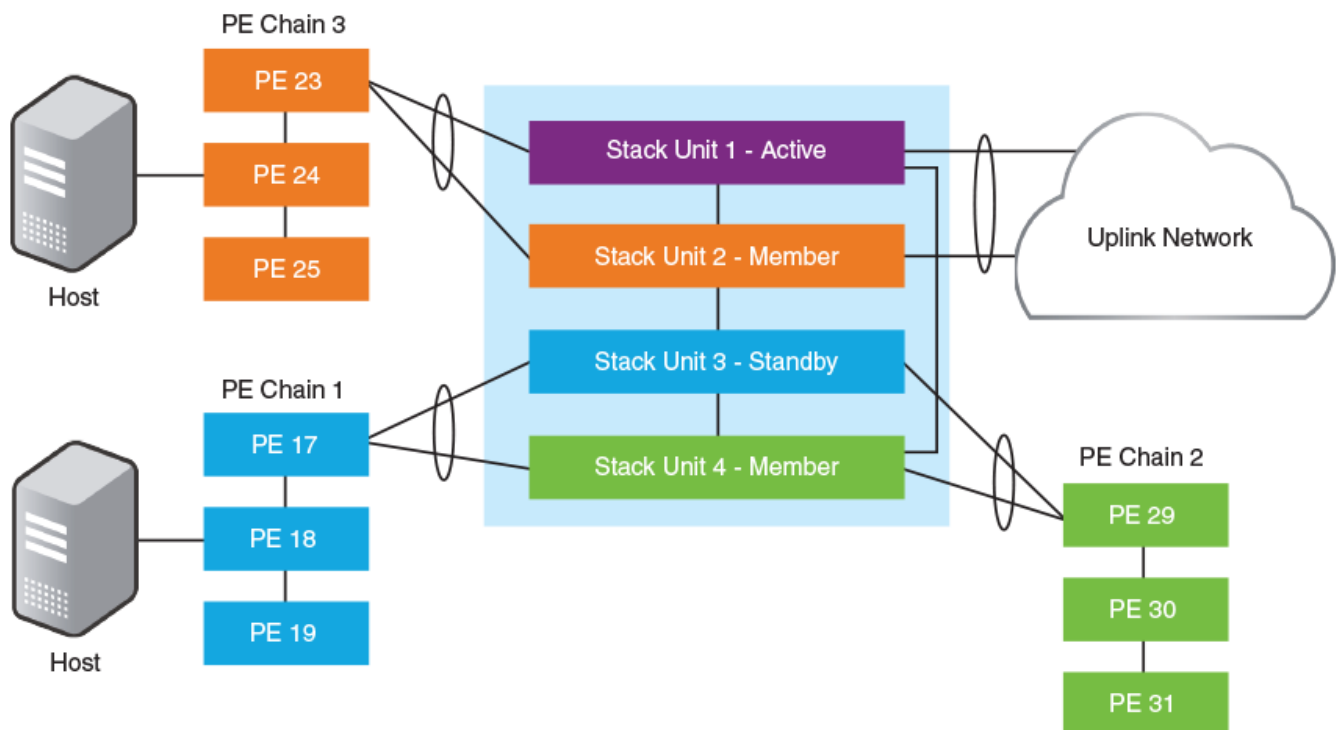 PE Chain 3
PE 23
PE 24
PE 25
Host
Stack Unit 1 - Active
Stack Unit 2 - Member
Stack Unit 3 - Standby
Stack Unit 4 - Member
Uplink Network
PE Chain 1
PE 17
PE 18
PE 19
Host
PE Chain 2
PE 29
PE 30
PE 31